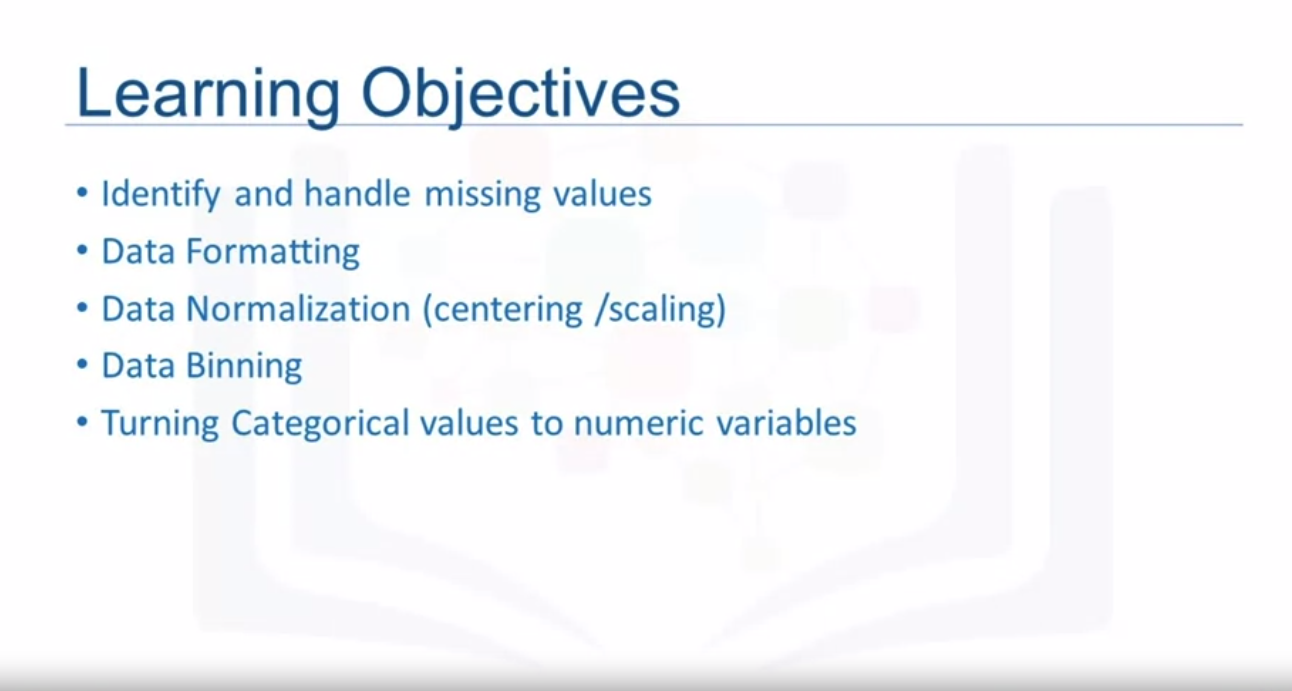 Learning Objectives
• Identify and handle missing values
• Data Formatting
• Data Normalization (centering /scaling)
• Data Binning
• Turning Categorical values to numeric variables